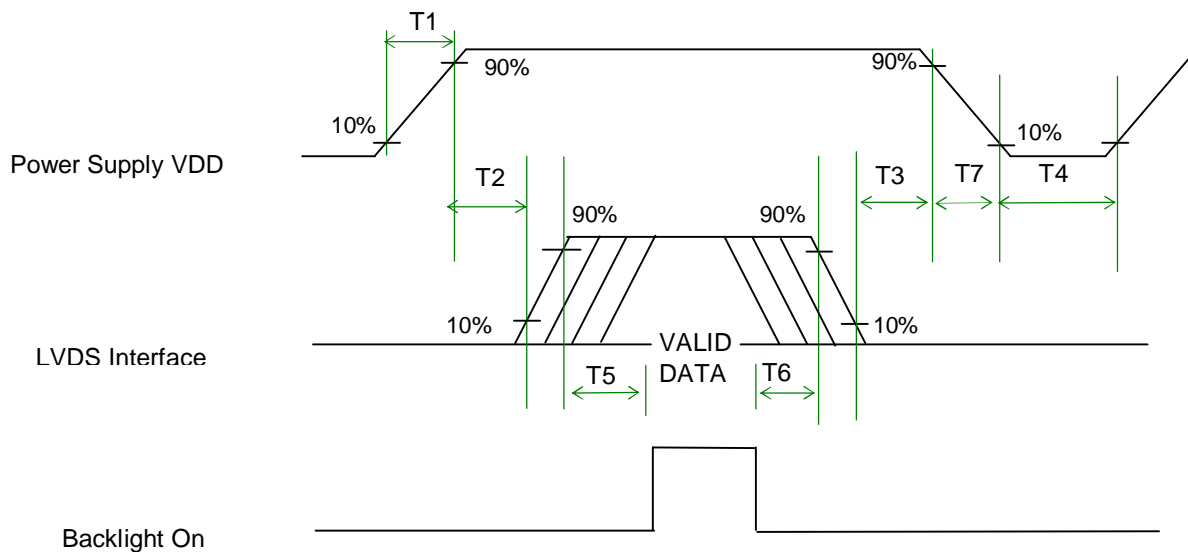 T1
90%
90%
10%
10%
Power Supply VDD
T2
T3
T7
T4
90%
90%
10%
10%
LVDS Interface
VALID
DATA
T5
T6
Backlight On